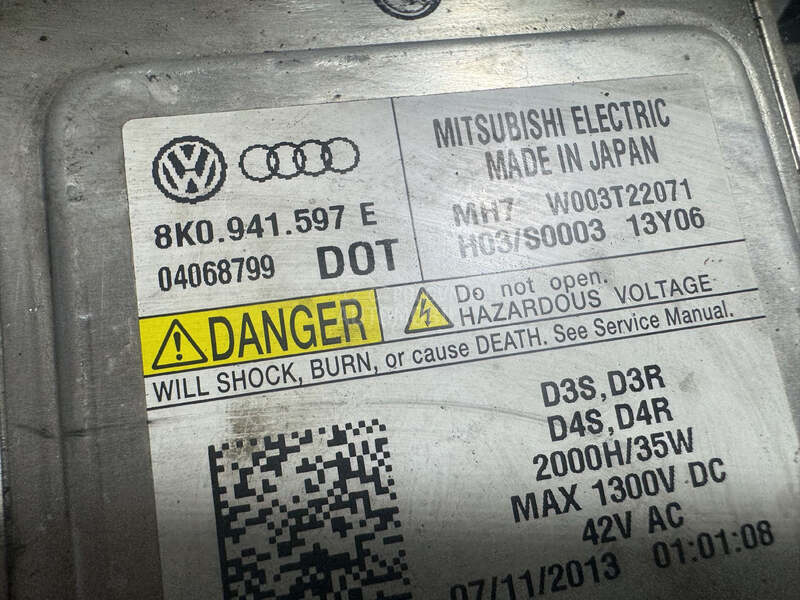 8K0.941.597 E
04068799 DOT
MITSUBISHI ELECTRIC
MADE IN JAPAN
MH7 W003T22071
H03/S0003 13Y06
DANGER
Do not open.
HAZARDOUS VOLTAGE
WILL SHOCK, BURN, or cause DEATH. See Service Manual.
D3S,D3R
D4S,D4R
2000H/35W
MAX 1300V DC
42V AC
07/11/2013 01:01:08